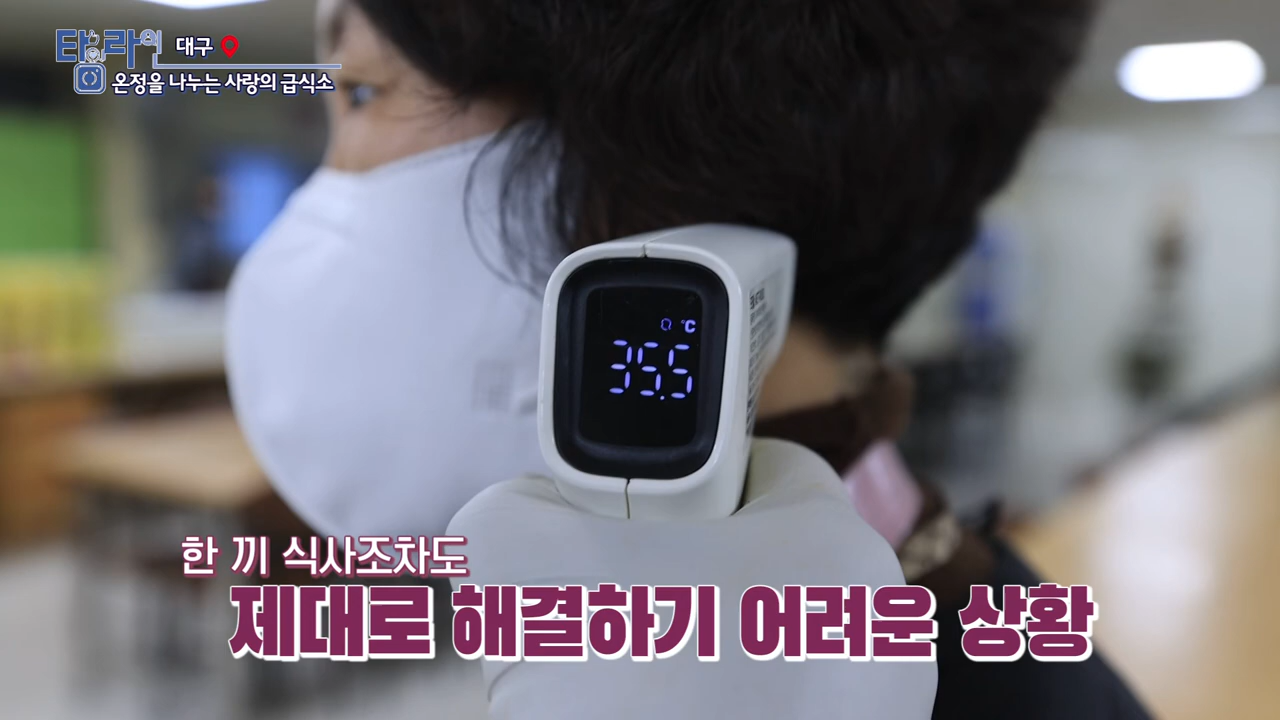 타라의 대구
온정을 나누는 사랑의 급식소
°C
35.5
한 끼 식사조차도
제대로 해결하기 어려운 상황